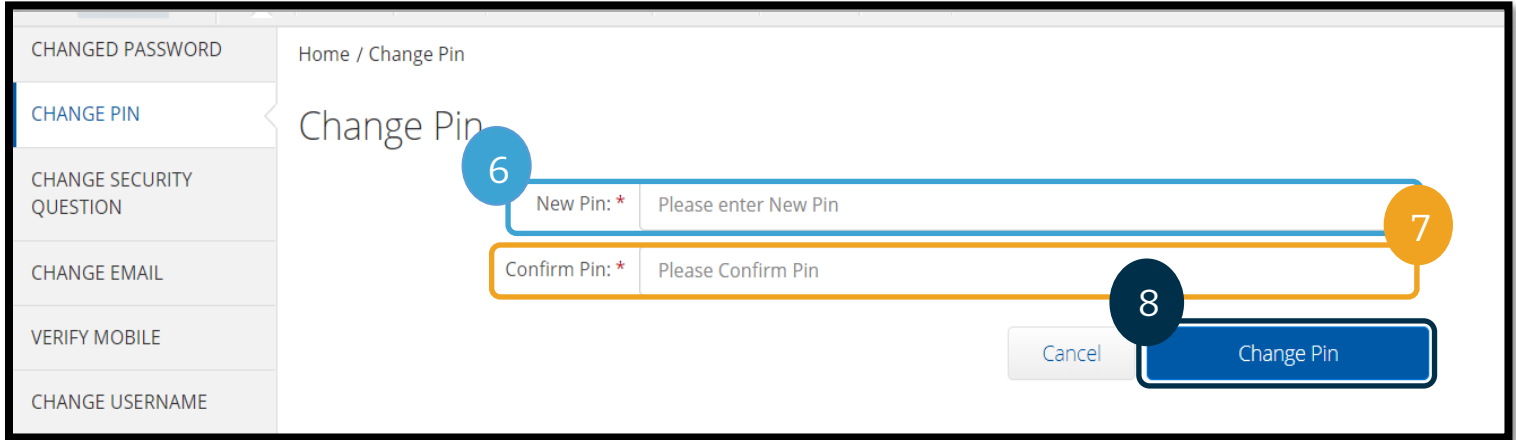 CHANGED PASSWORD
CHANGE PIN
CHANGE SECURITY
QUESTION
CHANGE EMAIL
VERIFY MOBILE
CHANGE USERNAME
Home / Change Pin
Change Pin
6
New Pin: * Please enter New Pin
7
Confirm Pin: * Please Confirm Pin
8
Cancel Change Pin